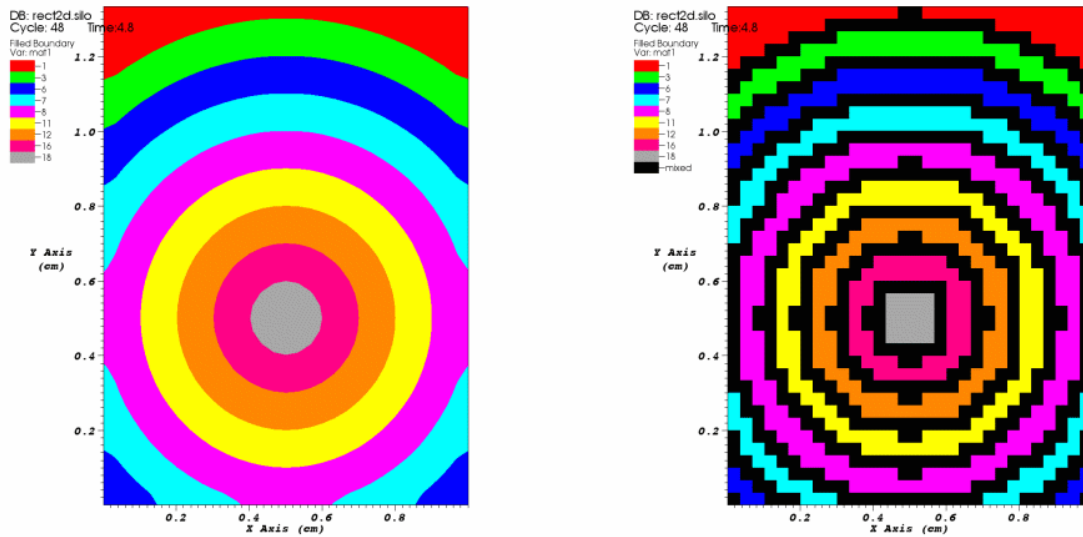 DB: rect2d.silo
Cycle: 48 Time:4.8
Filled Boundary
Var: mat1
1
3
6
7
8
11
12
16
18
1.2
1.0
0.8
0.6
0.4
0.2
Y Axis
(cm)
0.2 0.4 0.6 0.8
X Axis (cm)
DB: rect2d.silo
Cycle: 48 Time:4.8
Filled Boundary
Var: mat1
1
3
6
7
8
11
12
16
18
mixed
1.2
1.0
0.8
0.6
0.4
0.2
Y Axis
(cm)
0.2 0.4 0.6 0.8
X Axis (cm)